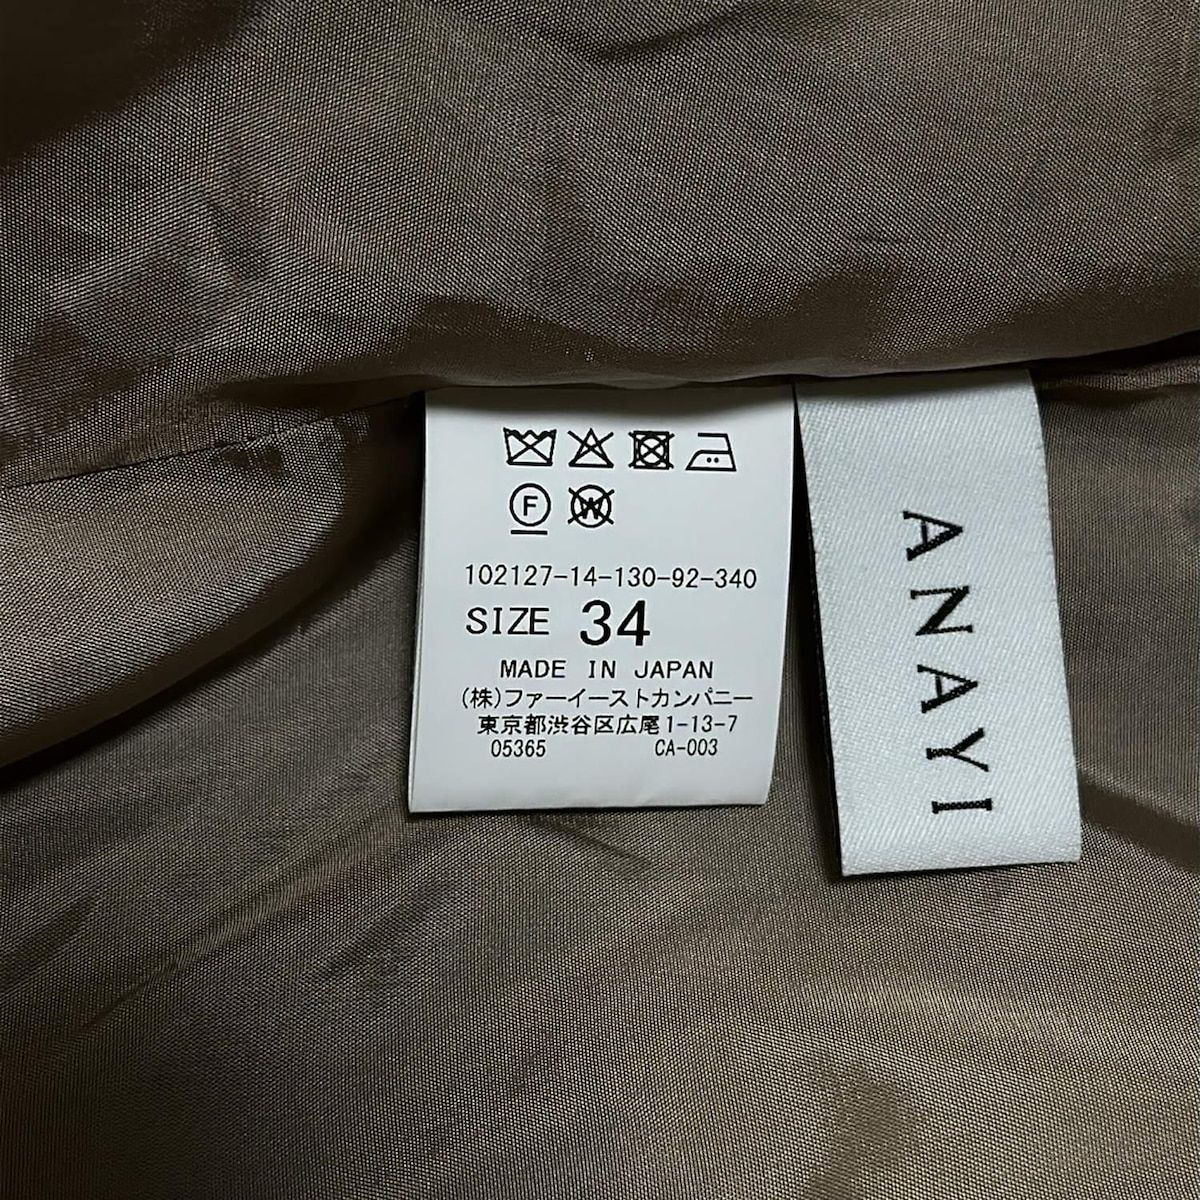 F W
102127-14-130-92-340
SIZE 34
MADE IN JAPAN
(株)ファーイーストカンパニー
東京都渋谷区広尾1-13-7
05365 CA-003
ANAYI